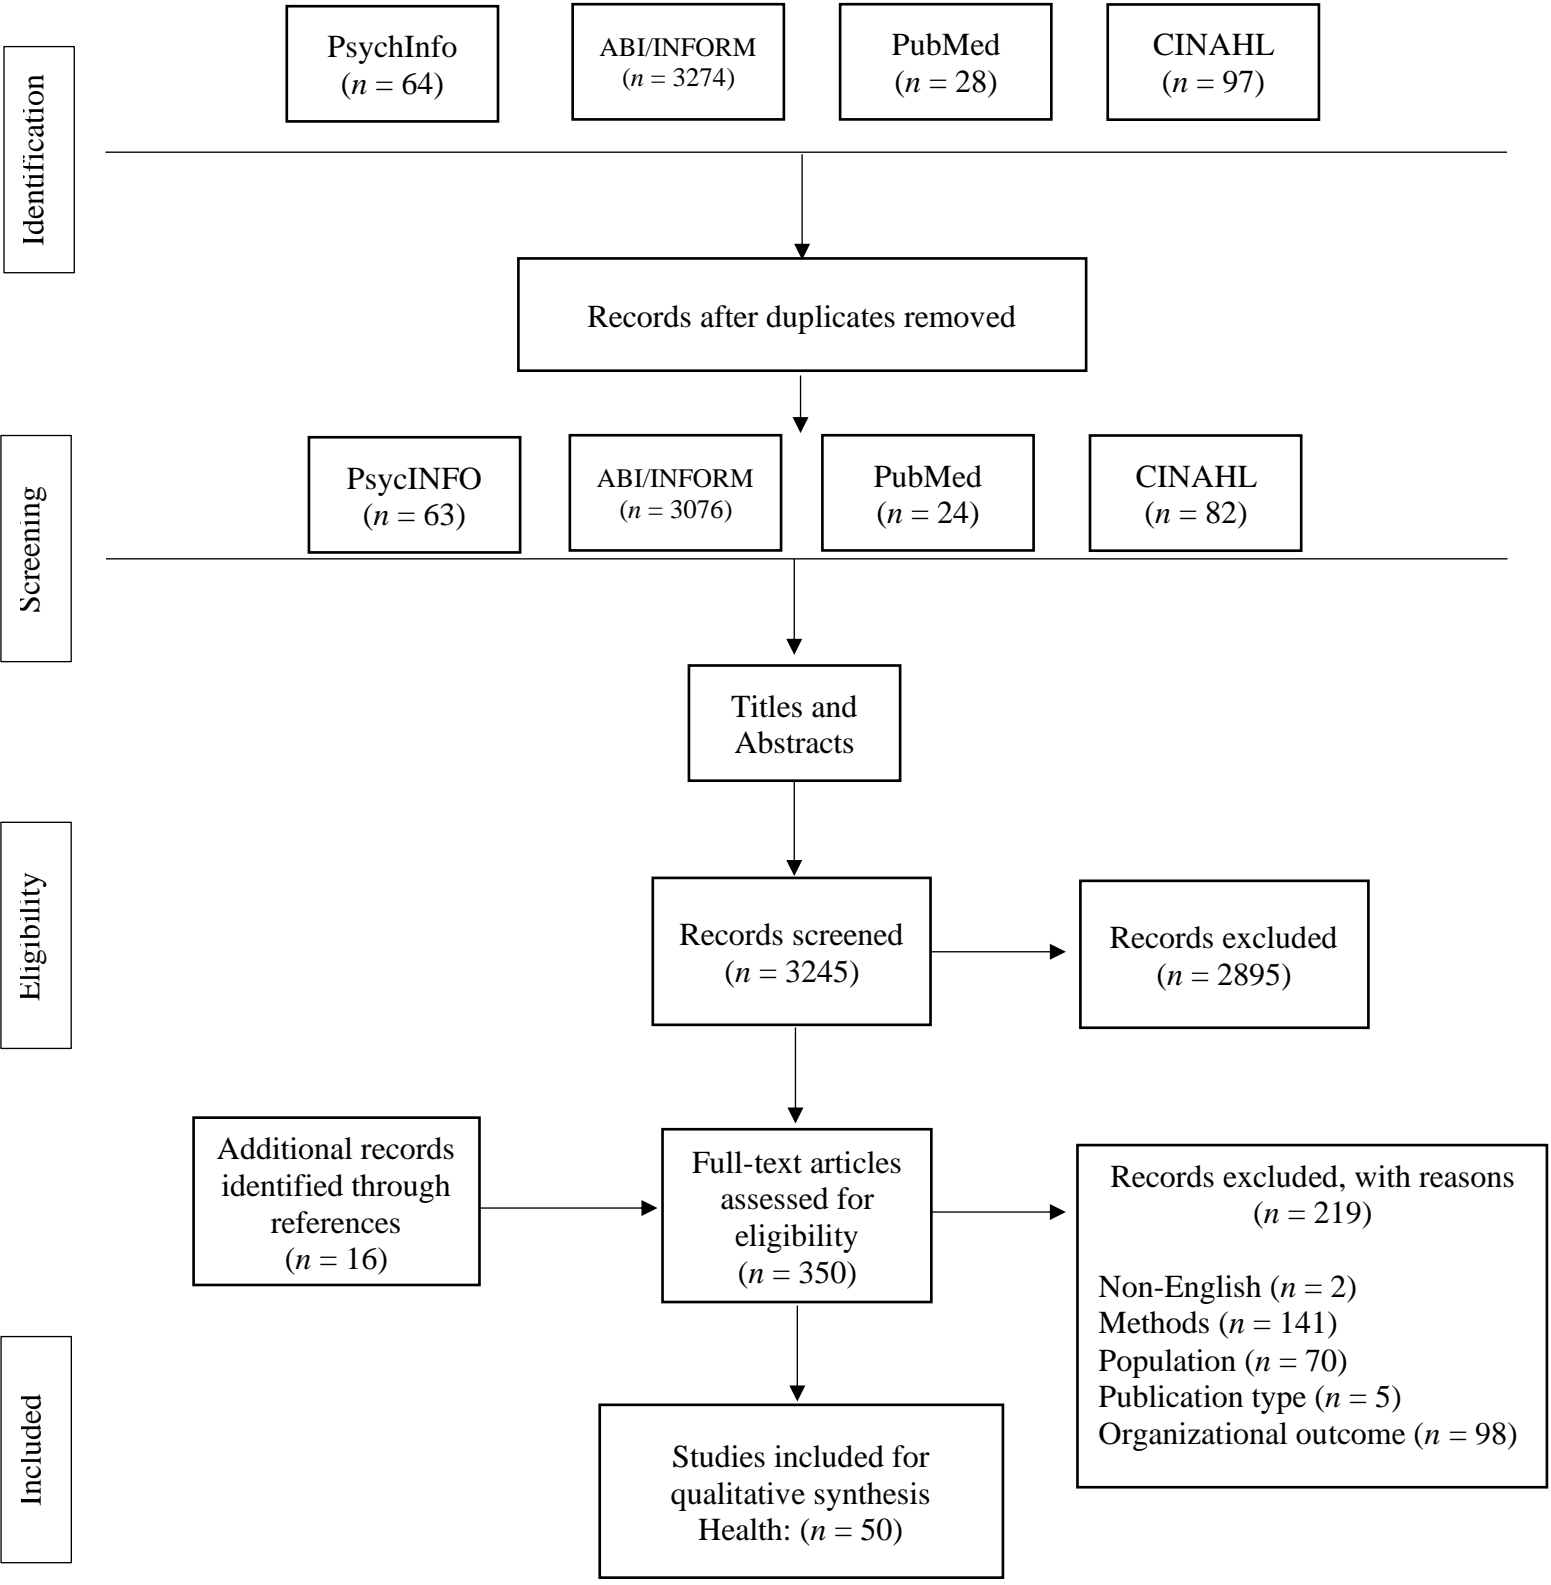 Identification
PsychInfo
(n = 64)
ABI/INFORM
(n = 3274)
PubMed
(n = 28)
CINAHL
(n = 97)
Records after duplicates removed
Screening
PsycINFO
(n = 63)
ABI/INFORM
(n = 3076)
PubMed
(n = 24)
CINAHL
(n = 82)
Titles and
Abstracts
Eligibility
Records screened
(n = 3245)
Records excluded
(n = 2895)
Additional records
identified through
references
(n = 16)
Full-text articles
assessed for
eligibility
(n = 350)
Records excluded, with reasons
(n = 219)
Non-English (n = 2)
Methods (n = 141)
Population (n = 70)
Publication type (n = 5)
Organizational outcome (n = 98)
Included
Studies included for
qualitative synthesis
Health: (n = 50)